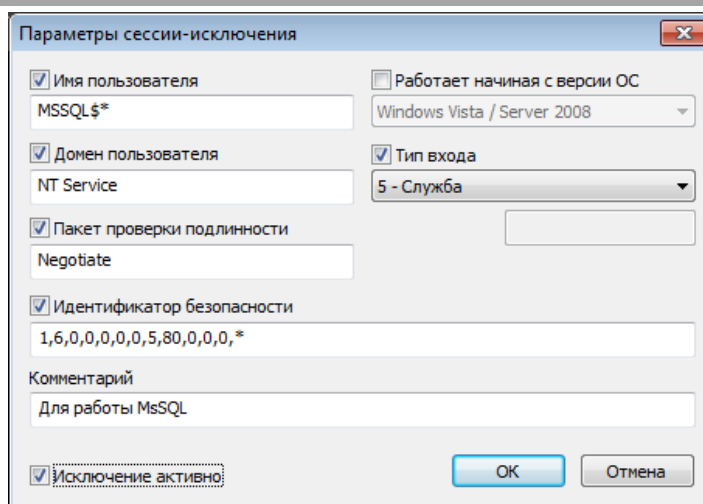 Параметры сессии-исключения
Имя пользователя
MSSQL$*
Работает начиная с версии ОС
Windows Vista / Server 2008
Домен пользователя
NT Service
Тип входа
5 - Служба
Пакет проверки подлинности
Negotiate
Идентификатор безопасности
1,6,0,0,0,0,0,5,80,0,0,0,*
Комментарий
Для работы MsSQL
Исключение активно
OK
Отмена